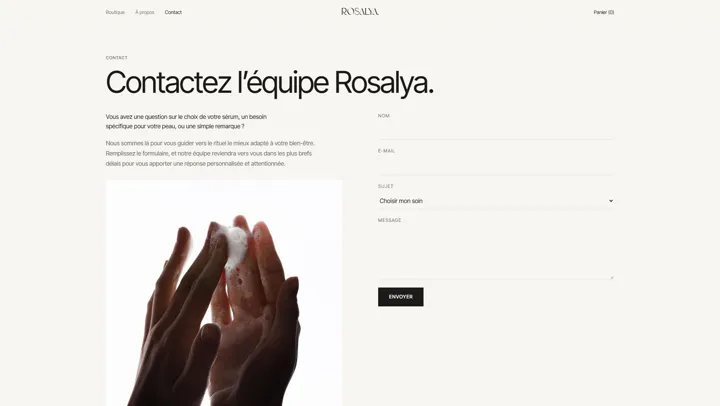 Boutique
À propos
Contact
ROSALYA
Panier (0)
CONTACT
Contactez l’équipe Rosalya.
Vous avez une question sur le choix de votre sérum, un besoin
spécifique pour votre peau, ou une simple remarque ?
Nous sommes là pour vous guider vers le rituel le mieux adapté à votre bien-être.
Remplissez le formulaire, et notre équipe reviendra vers vous dans les plus brefs
délais pour vous apporter une réponse personnalisée et attentionnée.
NOM
E-MAIL
SUJET
Choisir mon soin
MESSAGE
ENVOYER